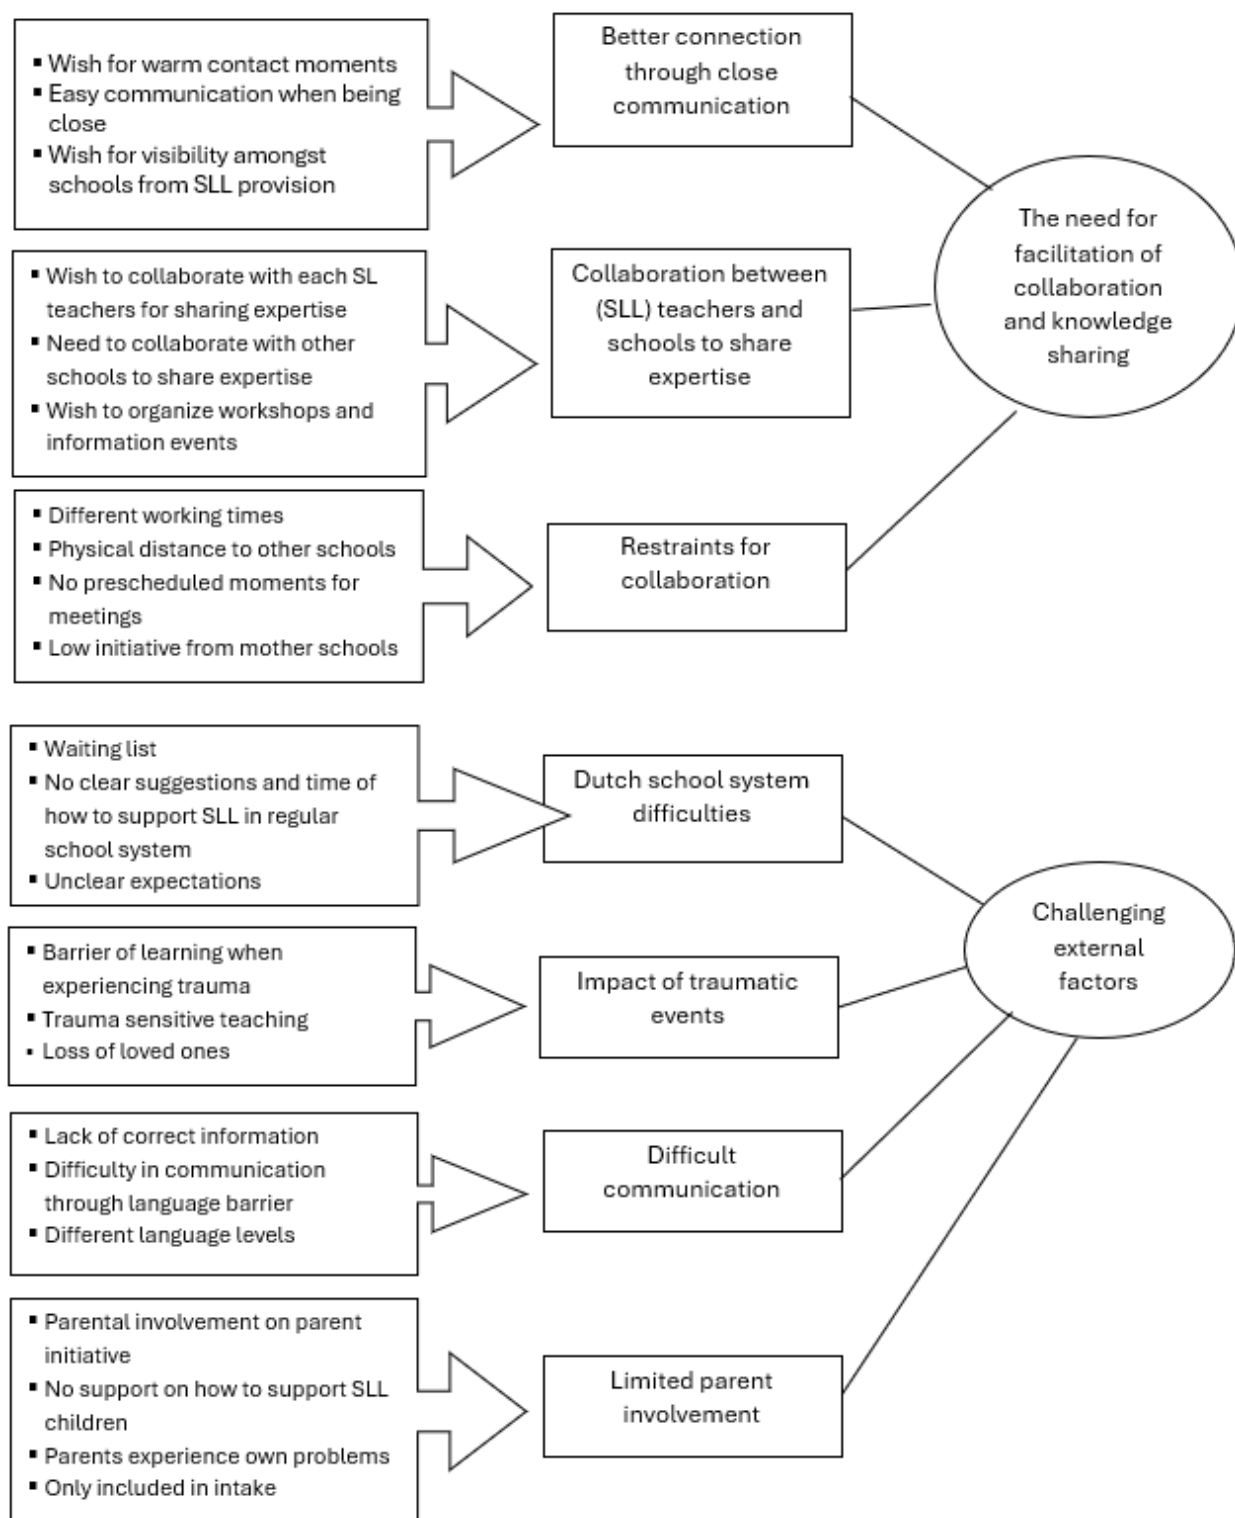 ▪ Wish for warm contact moments
▪ Easy communication when being
close
▪ Wish for visibility amongst
schools from SLL provision
Better connection
through close
communication
▪ Wish to collaborate with each SL
teachers for sharing expertise
▪ Need to collaborate with other
schools to share expertise
▪ Wish to organize workshops and
information events
Collaboration between
(SLL) teachers and
schools to share
expertise
▪ Different working times
▪ Physical distance to other schools
▪ No prescheduled moments for
meetings
▪ Low initiative from mother schools
Restraints for
collaboration
The need for
facilitation of
collaboration
and knowledge
sharing
▪ Waiting list
▪ No clear suggestions and time of
how to support SLL in regular
school system
▪ Unclear expectations
Dutch school system
difficulties
▪ Barrier of learning when
experiencing trauma
▪ Trauma sensitive teaching
▪ Loss of loved ones
Impact of traumatic
events
▪ Lack of correct information
▪ Difficulty in communication
through language barrier
▪ Different language levels
Difficult
communication
▪ Parental involvement on parent
initiative
▪ No support on how to support SLL
children
▪ Parents experience own problems
▪ Only included in intake
Limited parent
involvement
Challenging
external
factors